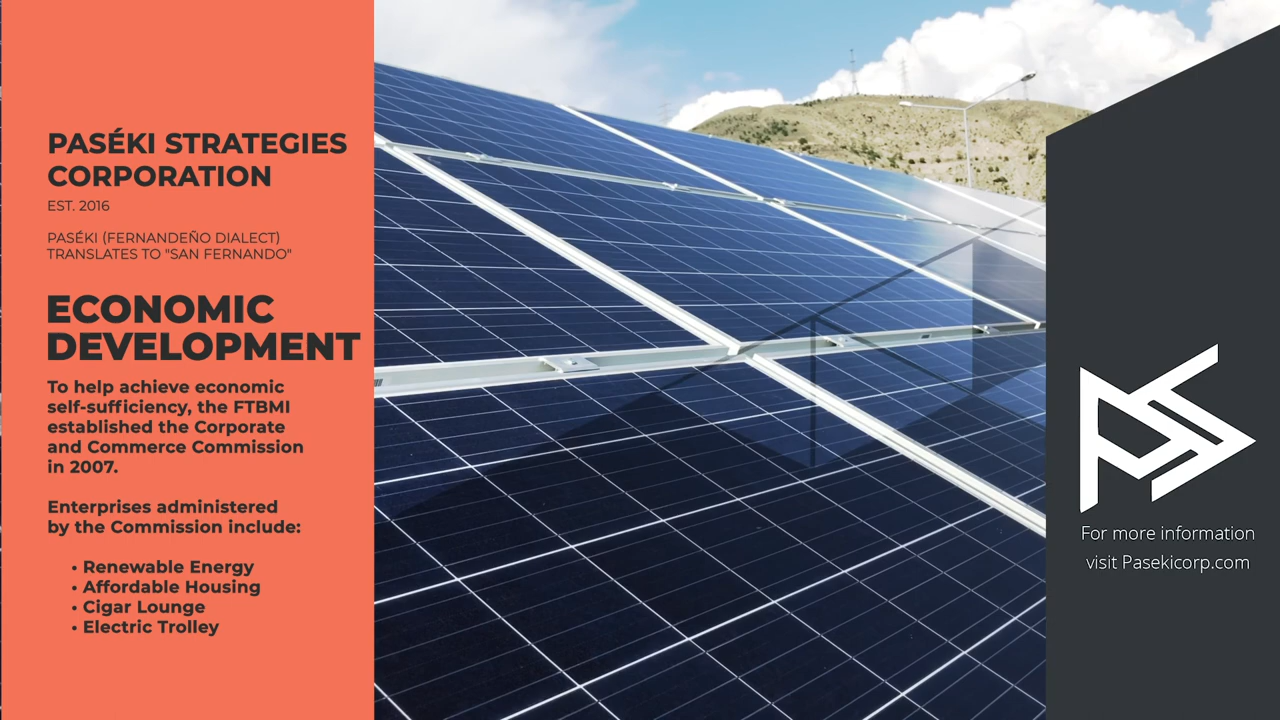 PASÉKI STRATEGIES
CORPORATION
EST. 2016
PASÉKI (FERNANDEÑO DIALECT)
TRANSLATES TO "SAN FERNANDO"
ECONOMIC
DEVELOPMENT
To help achieve economic
self-sufficiency, the FTBMI
established the Corporate
and Commerce Commission
in 2007.
Enterprises administered
by the Commission include:
• Renewable Energy
• Affordable Housing
• Cigar Lounge
• Electric Trolley
For more information
visit Pasekicorp.com